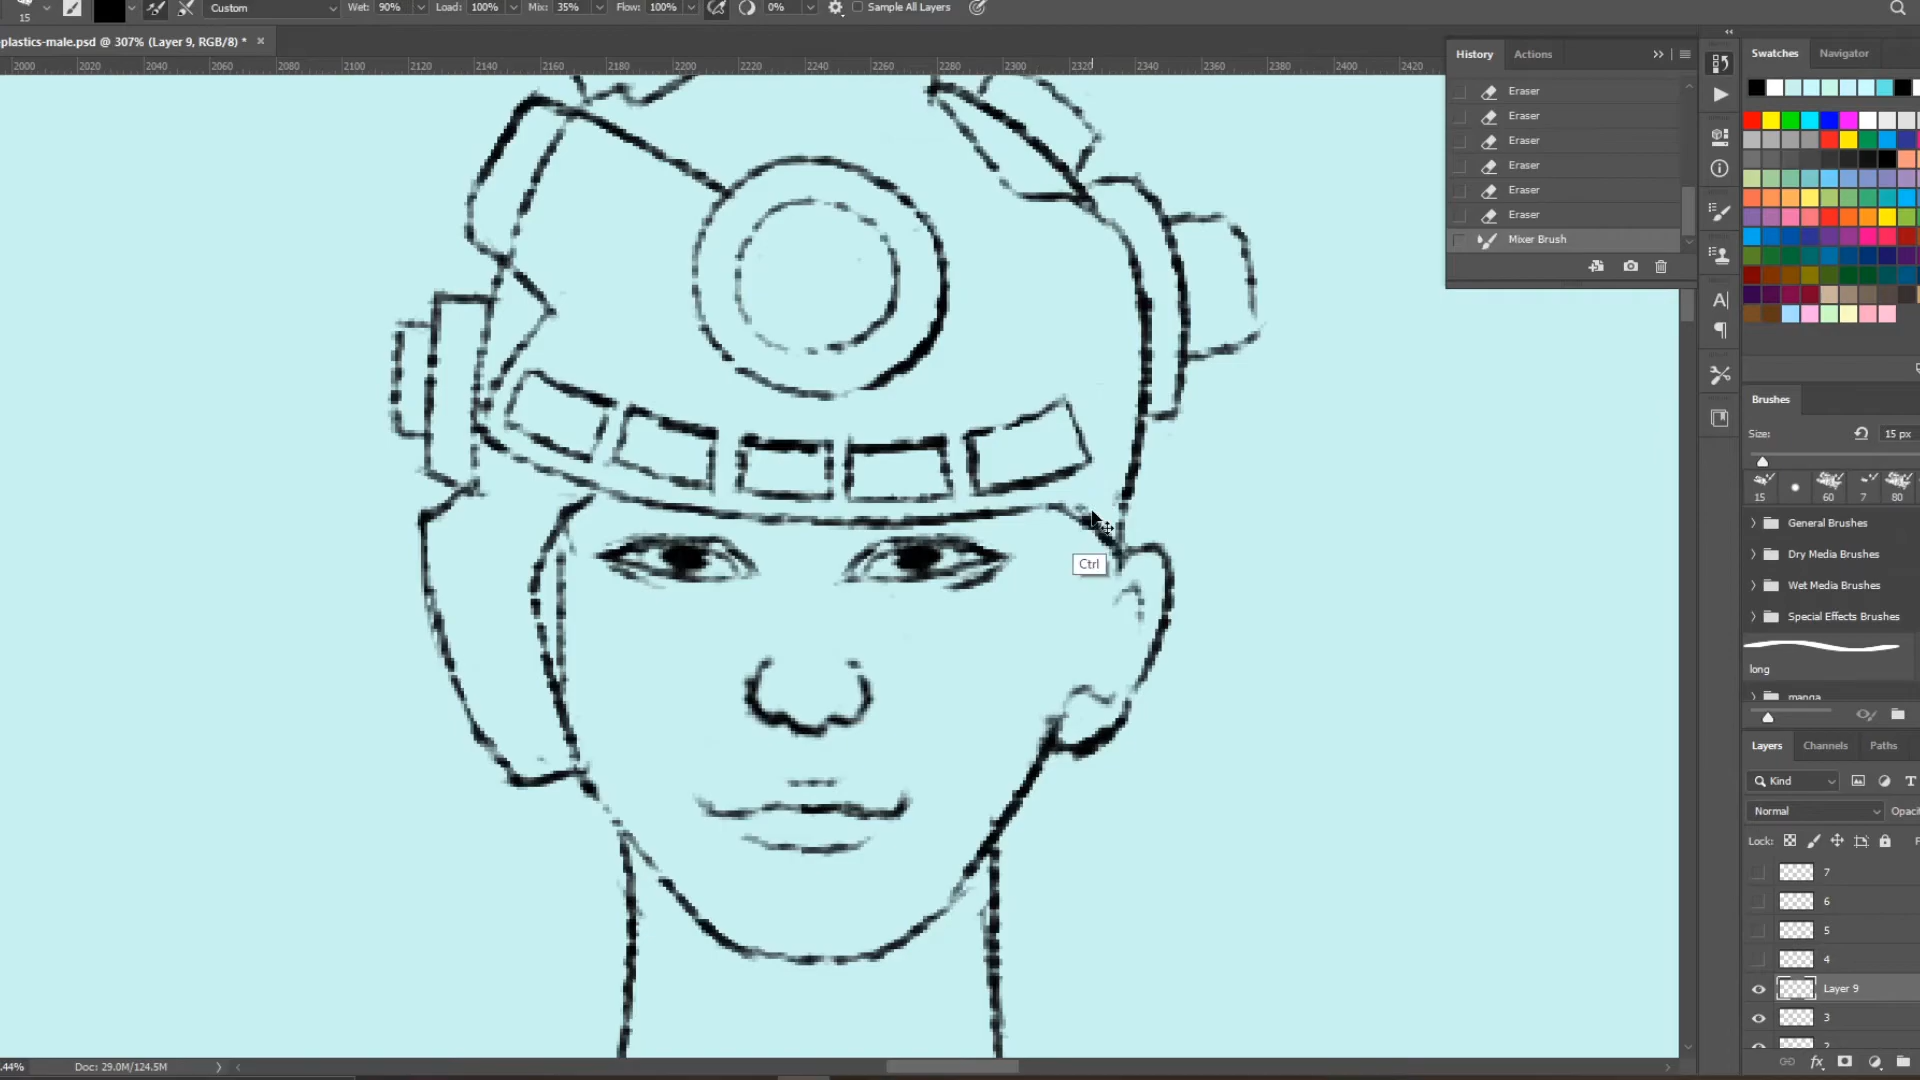 Custom Wet: 90% Load: 100% Mix: 35% Flow: 100% 0% Sample All Layers
15
plastics-male.psd @ 307% (Layer 9, RGB/8) * ×
2000 2020 2040 2060 2080 2100 2120 2140 2160 2180 2200 2220 2240 2260 2280 2300 2320 2340 2360 2380 2400 2420
History Actions
Eraser
Eraser
Eraser
Eraser
Eraser
Eraser
Mixer Brush
Swatches Navigator
Brushes
Size: 15 px
15 60 7 80
General Brushes
Dry Media Brushes
Wet Media Brushes
Special Effects Brushes
long
manga
Ctrl
Layers Channels Paths
Kind
Normal Opaci
Lock: F
7
6
5
4
Layer 9
3
2
fx
.44% Doc: 29.0M/124.5M